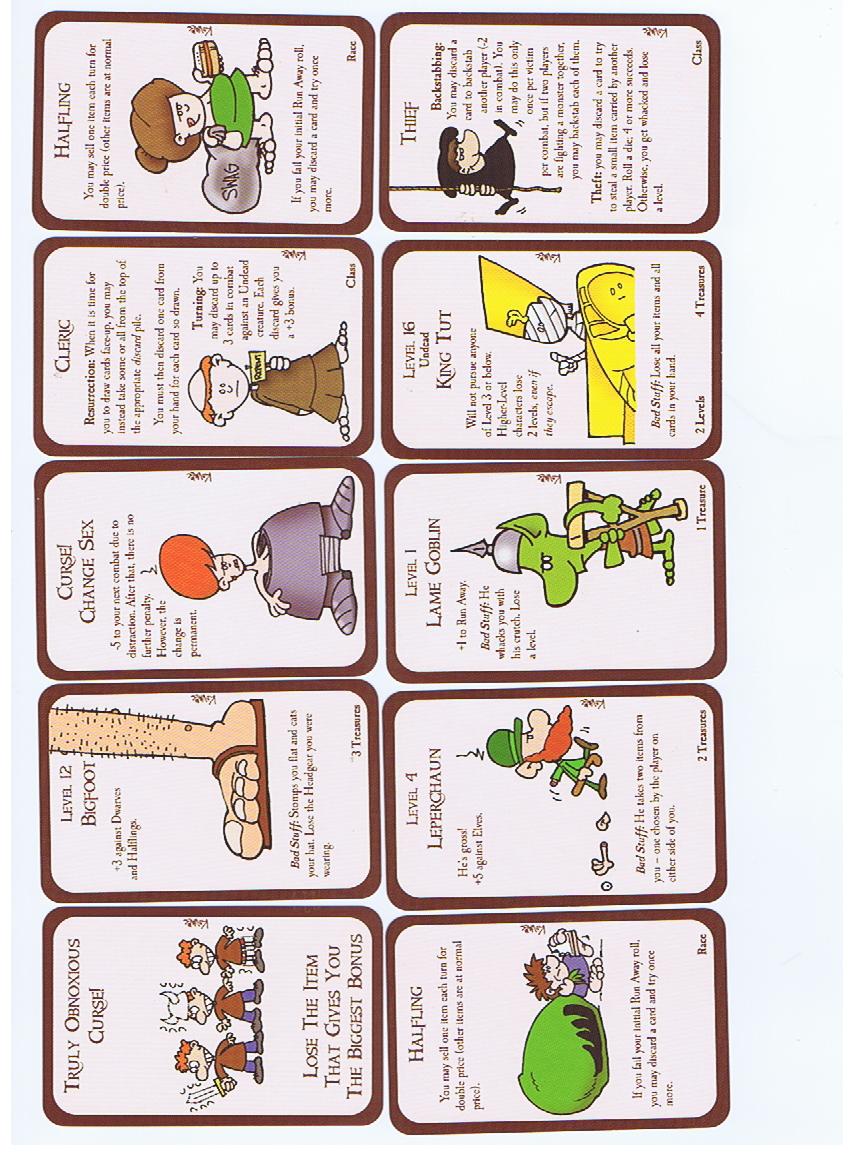 TRULY OBNOXIOUS
CURSE!
LOSE THE ITEM
THAT GIVES YOU
THE BIGGEST BONUS
LEVEL 12
BIGFOOT
+3 against Dwarves
and Halflings.
Bad Stuff: Stomps you flat and eats
your hat. Lose the Headgear you were
wearing.
3 Treasures
CURSE!
CHANGE SEX
-5 to your next combat due to
distraction. After that, there is no
further penalty.
However, the
change is
permanent.
CLERIC
Resurrection: When it is time for
you to draw cards face-up, you may
instead take some or all from the top of
the appropriate discard pile.
You must then discard one card from
your hand for each card so drawn.
Turning: You
may discard up to
3 cards in combat
against an Undead
creature. Each
discard gives you
a +3 bonus.
REPENT!
Class
HALFLING
You may sell one item each turn for
double price (other items are at normal
price).
SWAG
If you fail your initial Run Away roll,
you may discard a card and try once
more.
Race
HALFLING
You may sell one item each turn for
double price (other items are at normal
price).
If you fail your initial Run Away roll,
you may discard a card and try once
more.
Race
LEVEL 4
LEPERCHAUN
He's gross!
+5 against Elves.
Bad Stuff: He takes two items from
you – one chosen by the player on
either side of you.
2 Treasures
LEVEL 1
LAME GOBLIN
+1 to Run Away.
Bad Stuff: He
whacks you with
his crutch. Lose
a level.
1 Treasure
LEVEL 16
Undead
KING TUT
Will not pursue anyone
of Level 3 or below.
Higher-Level
characters lose
2 levels, even if
they escape.
Bad Stuff: Lose all your items and all
cards in your hand.
2 Levels
4 Treasures
THIEF
Backstabbing:
You may discard a
card to backstab
another player (-2
in combat). You
may do this only
once per victim
per combat, but if two players
are fighting a monster together,
you may backstab each of them.
Theft: you may discard a card to try
to steal a small item carried by another
player. Roll a die; 4 or more succeeds.
Otherwise, you get whacked and lose
a level.
Class